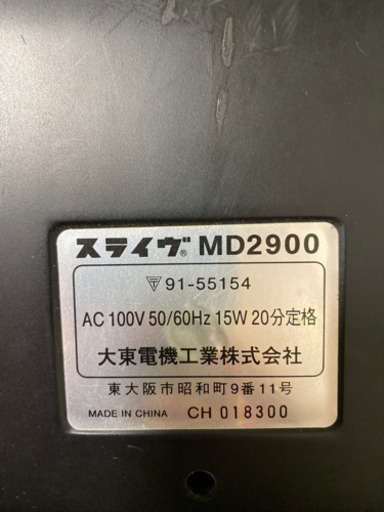 スライヴ® MD2900
91-55154
AC 100V 50/60Hz 15W 20分定格
大東電機工業株式会社
東大阪市昭和町9番11号
MADE IN CHINA CH 018300